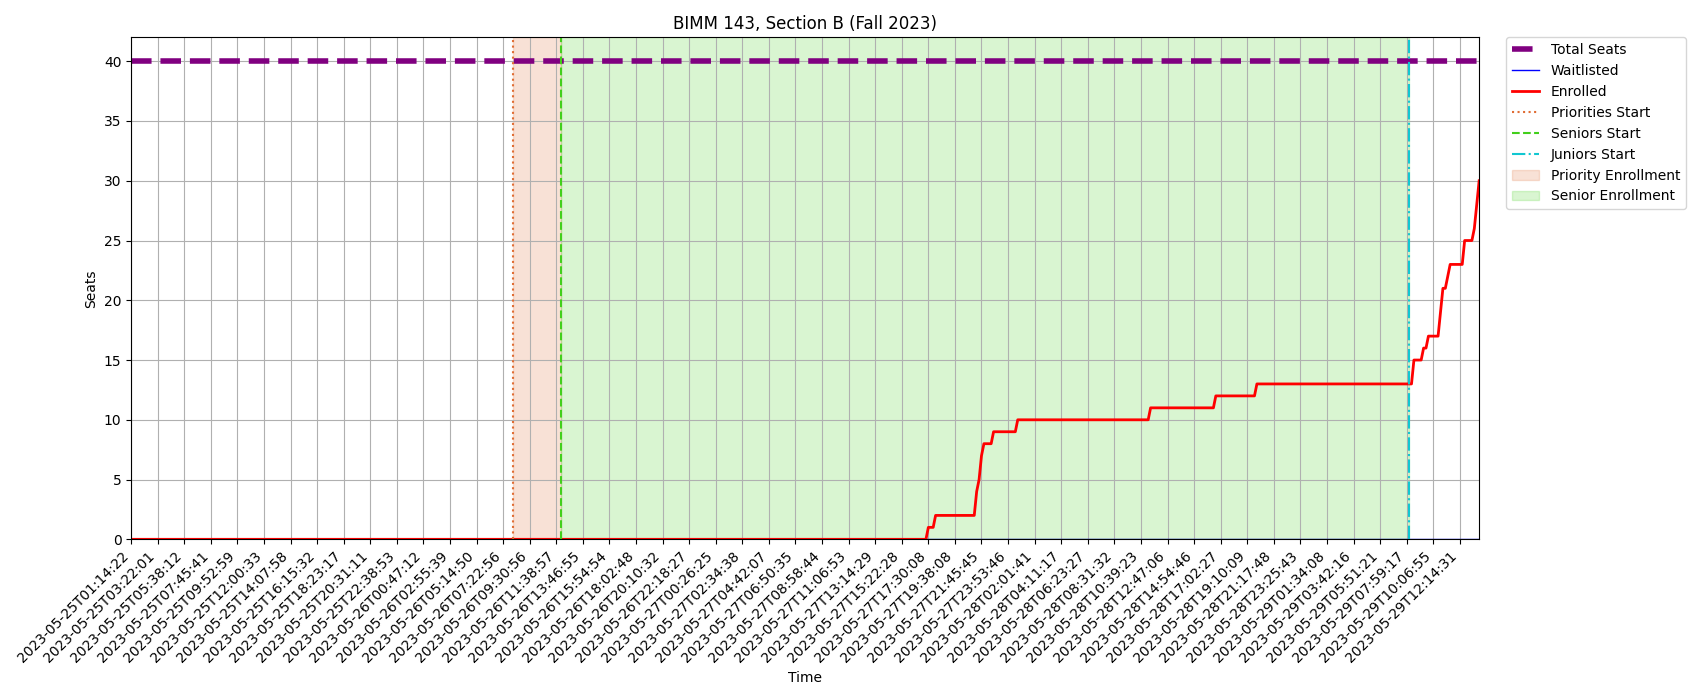 BIMM 143, Section B (Fall 2023)
Seats
40
35
30
25
20
15
10
5
0
2023-05-25T01:14:22
2023-05-25T03:22:01
2023-05-25T05:38:12
2023-05-25T07:45:41
2023-05-25T09:52:59
2023-05-25T12:00:33
2023-05-25T14:07:58
2023-05-25T16:15:32
2023-05-25T18:23:17
2023-05-25T20:31:11
2023-05-25T22:38:53
2023-05-26T00:47:12
2023-05-26T02:55:39
2023-05-26T05:14:50
2023-05-26T07:22:56
2023-05-26T09:30:56
2023-05-26T11:38:57
2023-05-26T13:46:55
2023-05-26T15:54:54
2023-05-26T18:02:48
2023-05-26T20:10:32
2023-05-26T22:18:27
2023-05-27T00:26:25
2023-05-27T02:34:38
2023-05-27T04:42:07
2023-05-27T06:50:35
2023-05-27T08:58:44
2023-05-27T11:06:53
2023-05-27T13:14:29
2023-05-27T15:22:28
2023-05-27T17:30:08
2023-05-27T19:38:08
2023-05-27T21:45:45
2023-05-27T23:53:46
2023-05-28T02:01:41
2023-05-28T04:11:17
2023-05-28T06:23:27
2023-05-28T08:31:32
2023-05-28T10:39:23
2023-05-28T12:47:06
2023-05-28T14:54:46
2023-05-28T17:02:27
2023-05-28T19:10:09
2023-05-28T21:17:48
2023-05-28T23:25:43
2023-05-29T01:34:08
2023-05-29T03:42:16
2023-05-29T05:51:21
2023-05-29T07:59:17
2023-05-29T10:06:55
2023-05-29T12:14:31
Time
Total Seats
Waitlisted
Enrolled
Priorities Start
Seniors Start
Juniors Start
Priority Enrollment
Senior Enrollment